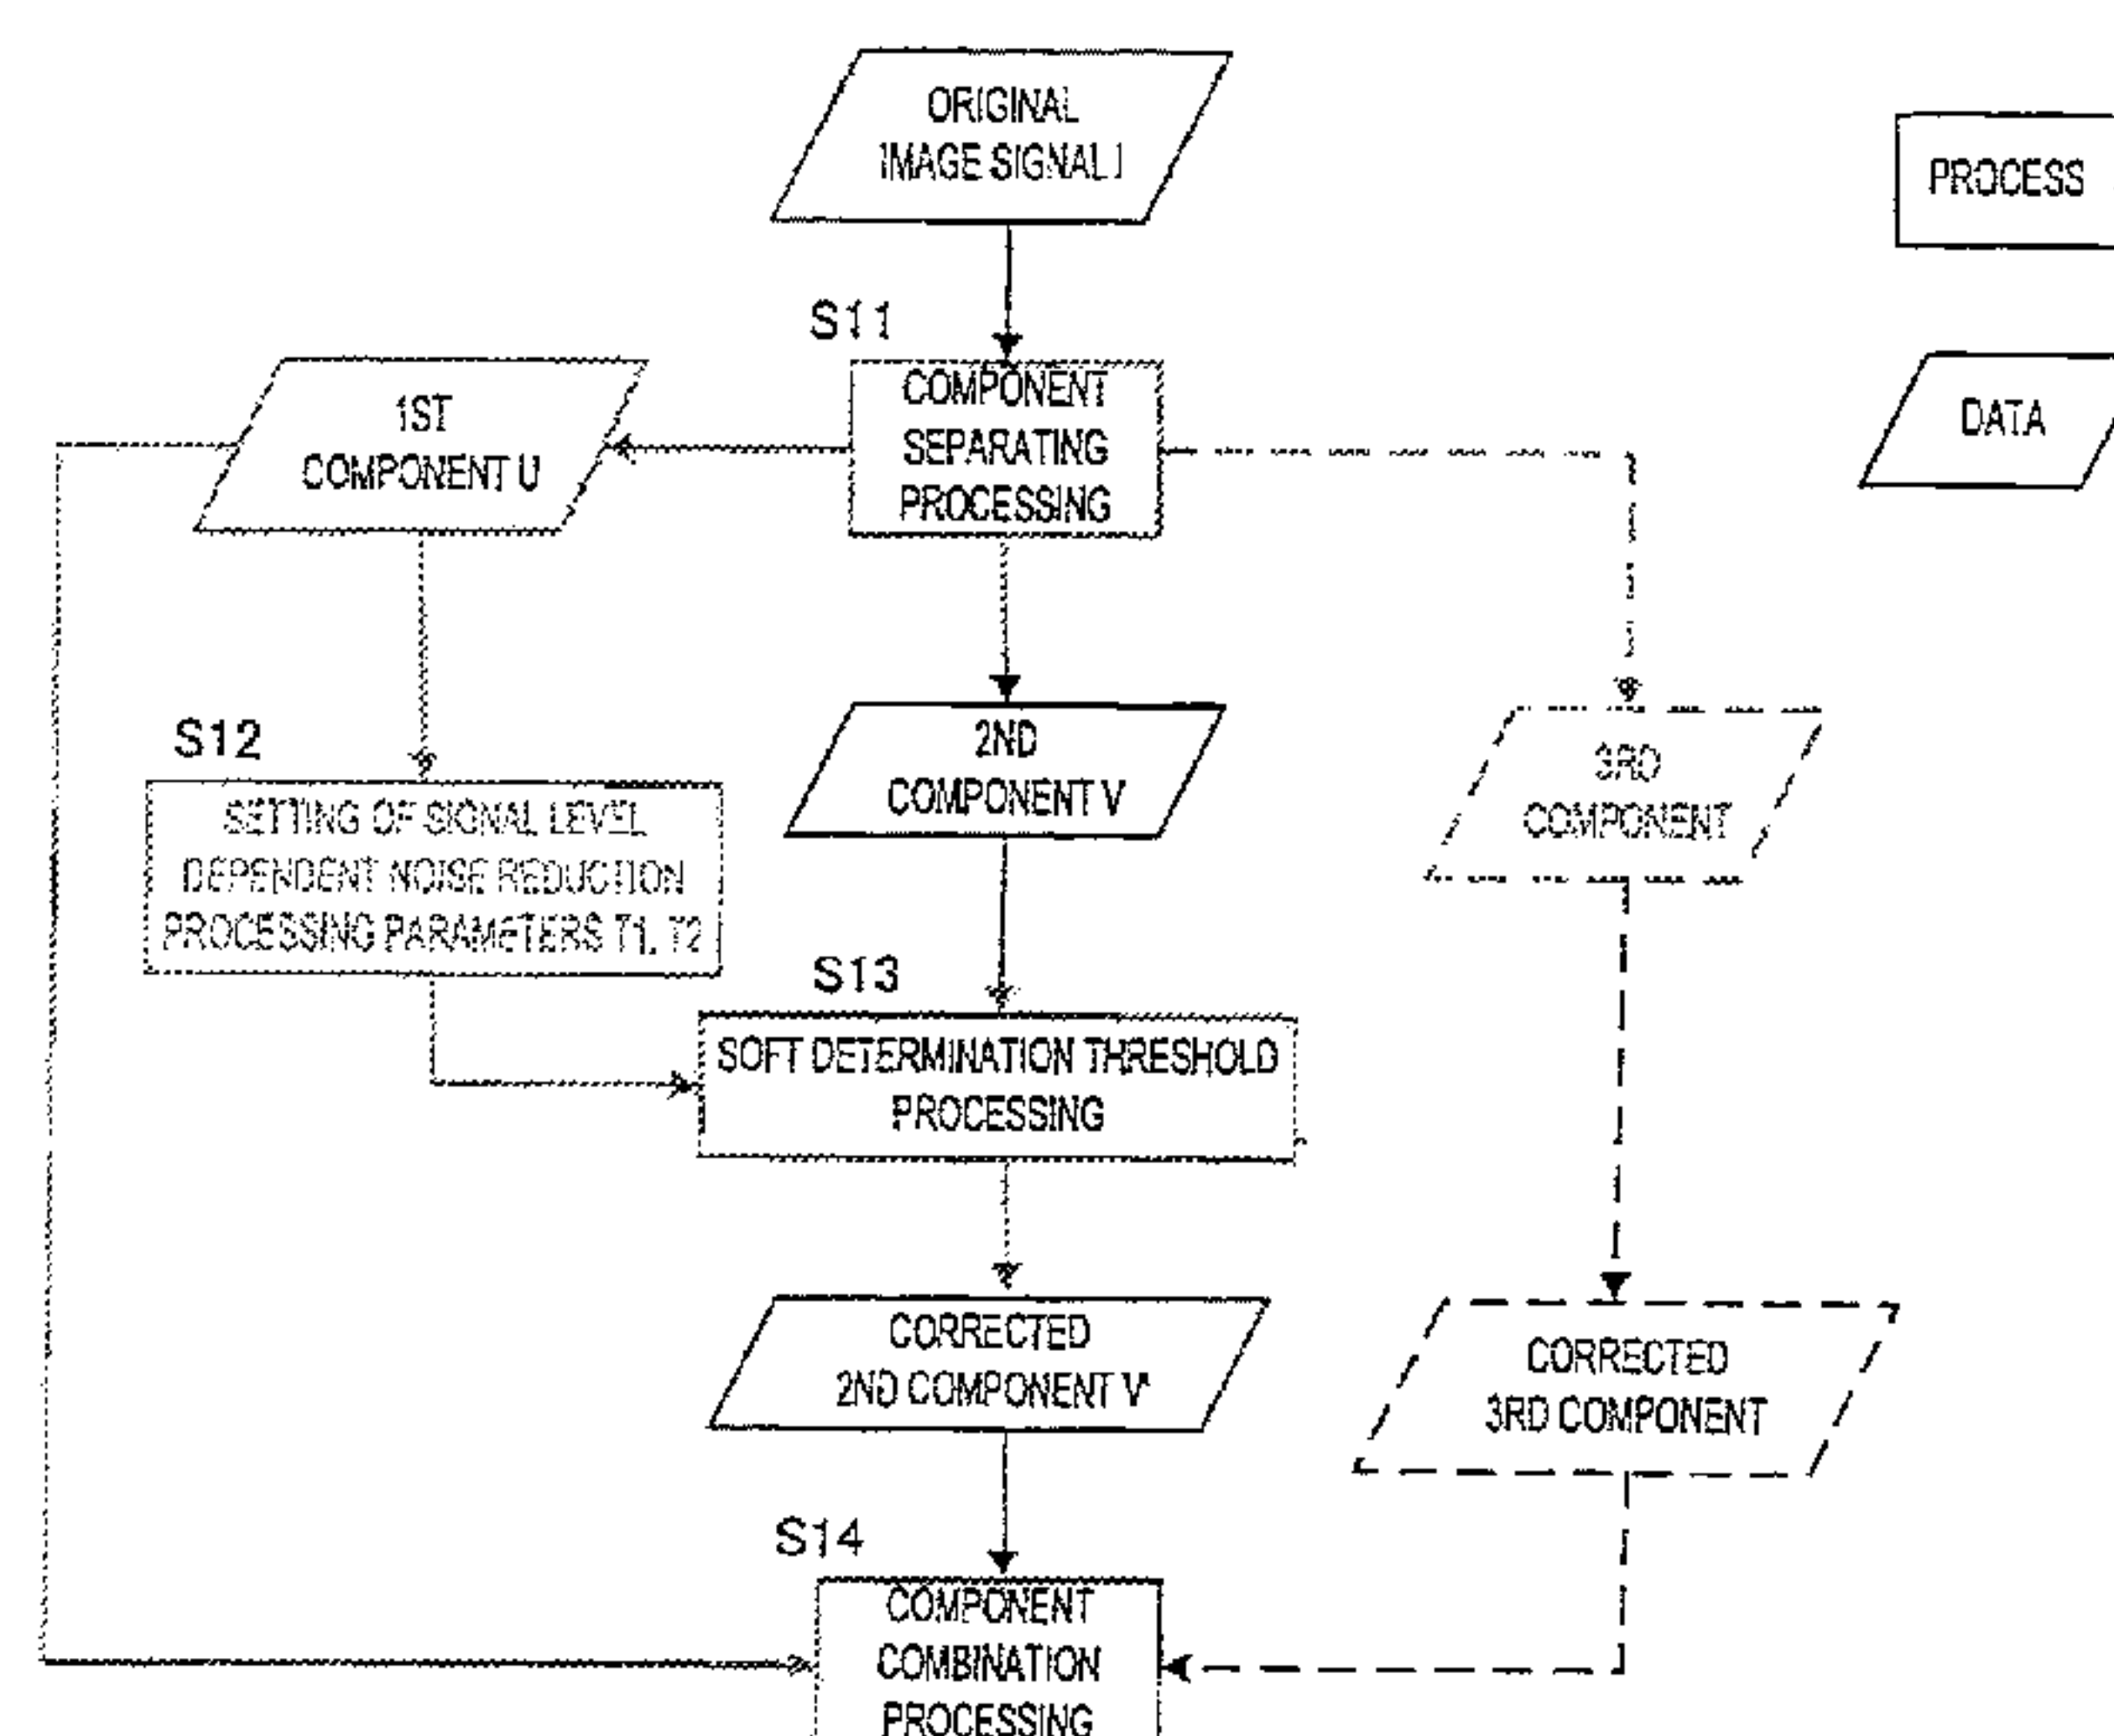 ORIGINAL
IMAGE SIGNAL I
PROCESS
S11
COMPONENT
SEPARATING
PROCESSING
1ST
COMPONENT U
DATA
S12
SETTING OF SIGNAL LEVEL
DEPENDENT NOISE REDUCTION
PROCESSING PARAMETERS T1, T2
2ND
COMPONENT V
3RD
COMPONENT
S13
SOFT DETERMINATION THRESHOLD
PROCESSING
CORRECTED
2ND COMPONENT V'
CORRECTED
3RD COMPONENT
S14
COMPONENT
COMBINATION
PROCESSING